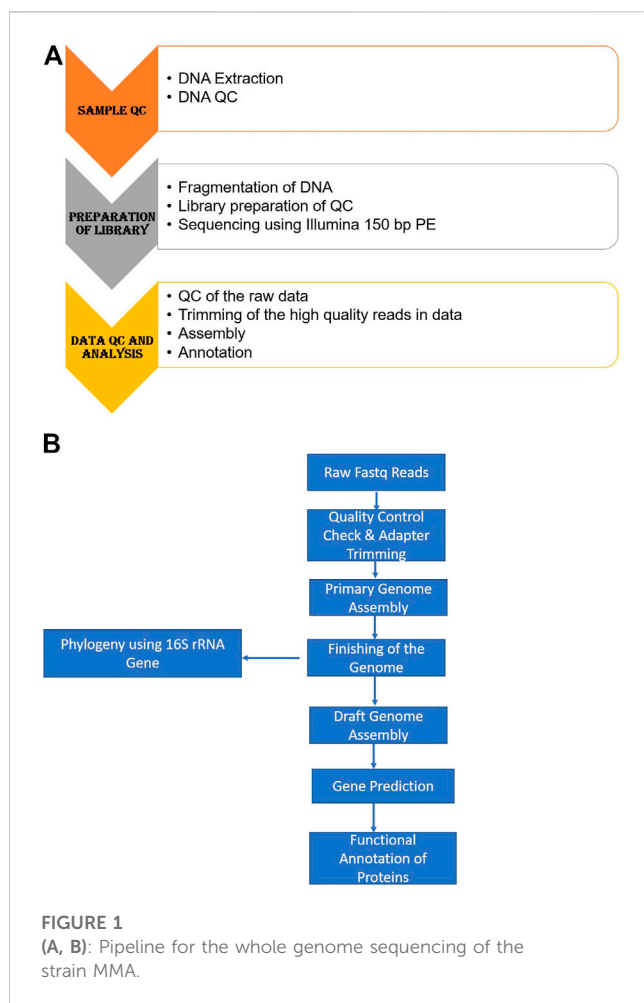 A
SAMPLE QC
• DNA Extraction
• DNA QC
PREPARATION
OF LIBRARY
• Fragmentation of DNA
• Library preparation of QC
• Sequencing using Illumina 150 bp PE
DATA QC AND
ANALYSIS
• QC of the raw data
• Trimming of the high quality reads in data
• Assembly
• Annotation
B
Raw Fastq Reads
Quality Control
Check & Adapter
Trimming
Primary Genome
Assembly
Phylogeny using 16S rRNA
Gene
Finishing of the
Genome
Draft Genome
Assembly
Gene Prediction
Functional
Annotation of
Proteins
FIGURE 1
(A, B): Pipeline for the whole genome sequencing of the
strain MMA.